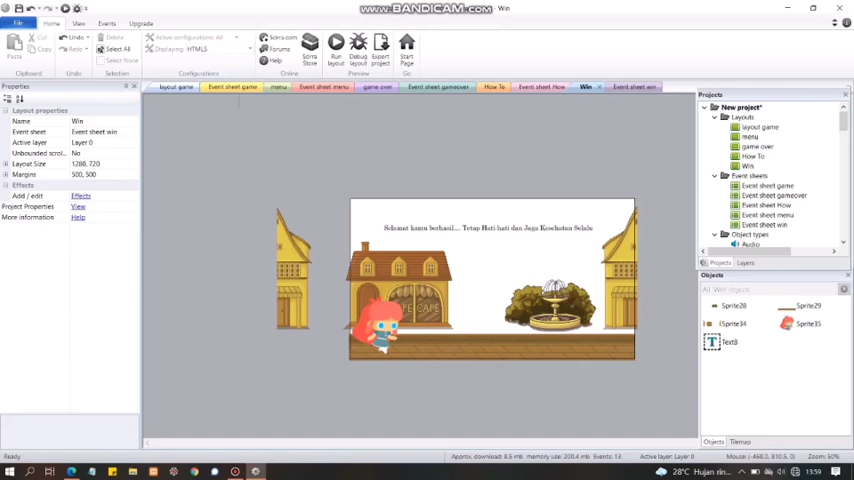 www.BANDICAM.com - Win
File Home View Events Upgrade
Paste
Cut
Copy
Clipboard
Undo
Redo
Undo
Delete
Select All
Select None
Selection
Active configurations: All
Displaying: HTML5
Configurations
Scirra.com
Forums
Help
Scirra Store
Online
Run layout
Debug layout
Export project
Preview
Start Page
Go
Properties
layout game Event sheet game menu Event sheet menu game over Event sheet gameover How To Event sheet How Win Event sheet win
Layout properties
Name Win
Event sheet Event sheet win
Active layer Layer 0
Unbounded scrol... No
Layout Size 1280, 720
Margins 500, 500
Effects
Add / edit Effects
Project Properties View
More information Help
Selamat kamu berhasil.... Tetap Hati-hati dan Jaga Kesehatan Selalu
CAFE
Projects
New project*
Layouts
layout game
menu
game over
How To
Win
Event sheets
Event sheet game
Event sheet gameover
Event sheet How
Event sheet menu
Event sheet win
Object types
Audio
Projects Layers
Objects
All 'Win' objects
Sprite28 Sprite29
Sprite34 Sprite35
Text8
Objects Tilemap
Ready
Approx. download: 8.5 mb memory use: 220.4 mb Events: 13 Active layer: Layer 0 Mouse: (-468.0, 810.5, 0) Zoom: 50%
28°C Hujan rin... 13:59